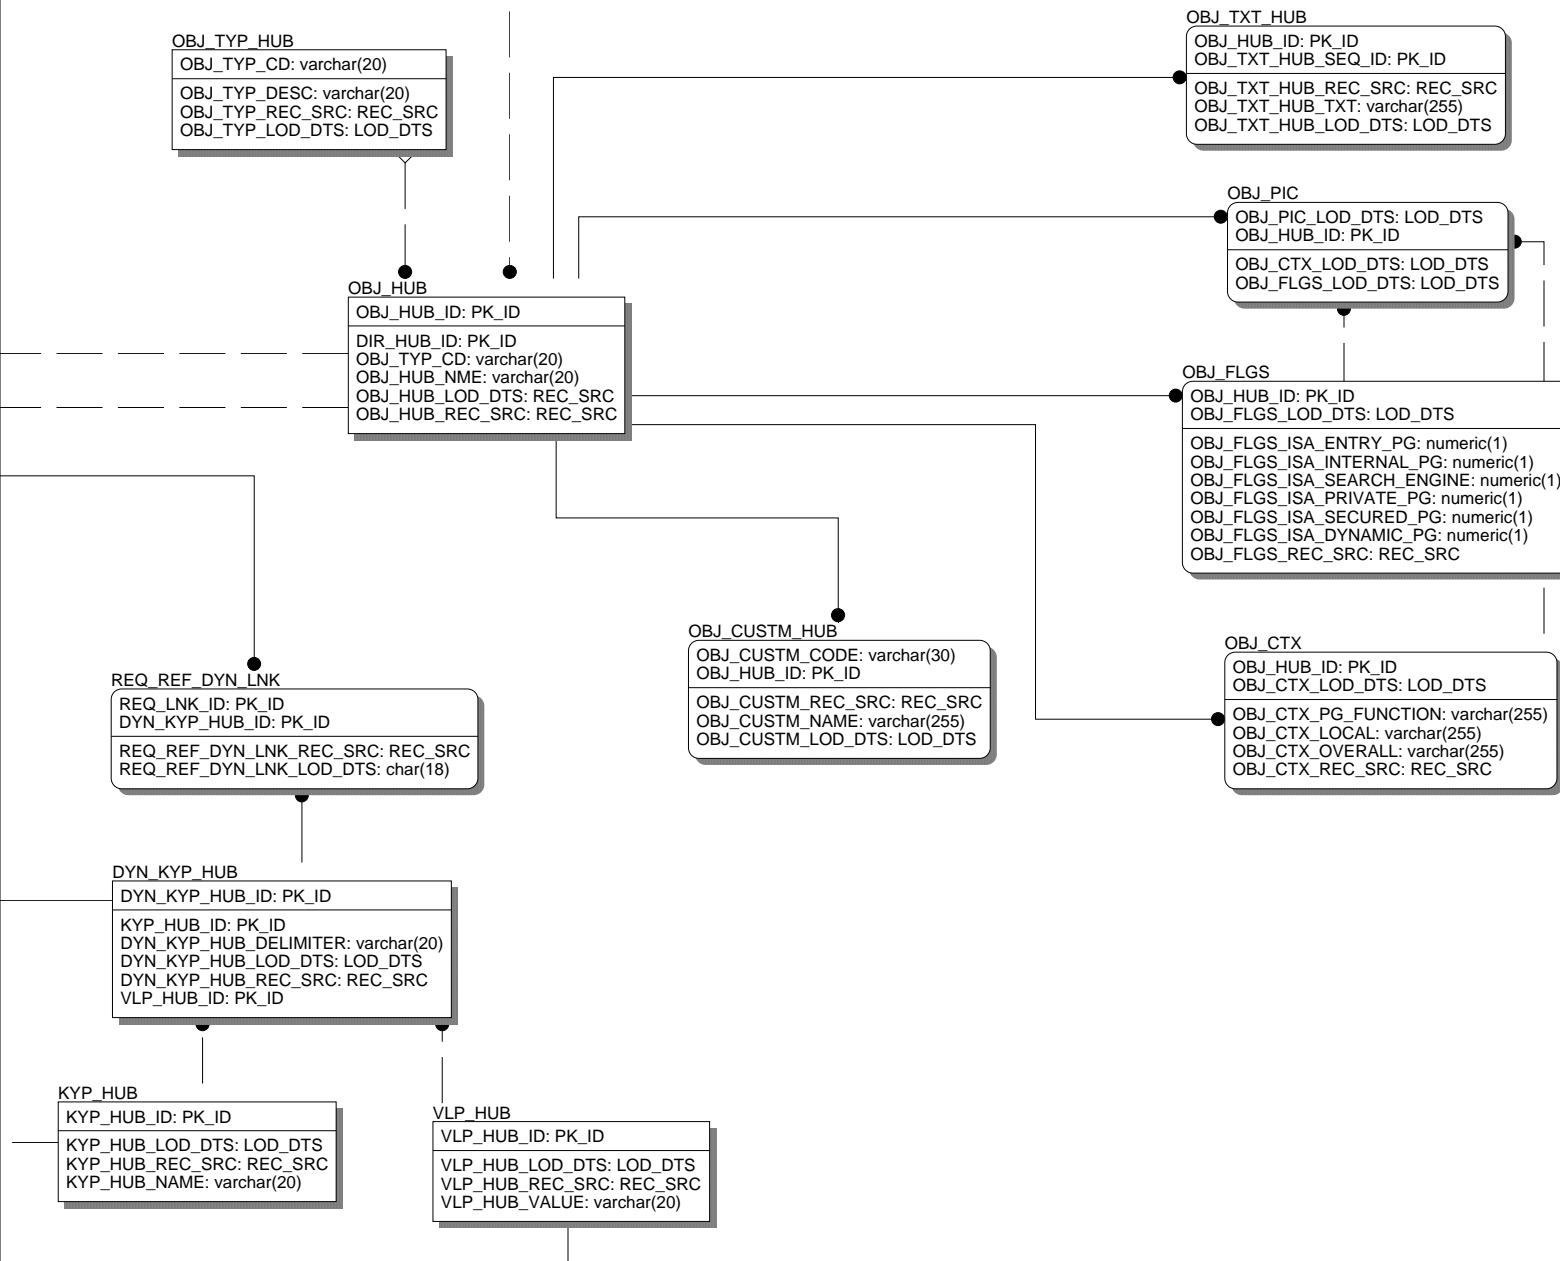 OBJ_TYP_HUB
OBJ_TYP_CD: varchar(20)
OBJ_TYP_DESC: varchar(20)
OBJ_TYP_REC_SRC: REC_SRC
OBJ_TYP_LOD_DTS: LOD_DTS
OBJ_TXT_HUB
OBJ_HUB_ID: PK_ID
OBJ_TXT_HUB_SEQ_ID: PK_ID
OBJ_TXT_HUB_REC_SRC: REC_SRC
OBJ_TXT_HUB_TXT: varchar(255)
OBJ_TXT_HUB_LOD_DTS: LOD_DTS
OBJ_PIC
OBJ_PIC_LOD_DTS: LOD_DTS
OBJ_HUB_ID: PK_ID
OBJ_CTX_LOD_DTS: LOD_DTS
OBJ_FLGS_LOD_DTS: LOD_DTS
OBJ_HUB
OBJ_HUB_ID: PK_ID
DIR_HUB_ID: PK_ID
OBJ_TYP_CD: varchar(20)
OBJ_HUB_NME: varchar(20)
OBJ_HUB_LOD_DTS: REC_SRC
OBJ_HUB_REC_SRC: REC_SRC
OBJ_FLGS
OBJ_HUB_ID: PK_ID
OBJ_FLGS_LOD_DTS: LOD_DTS
OBJ_FLGS_ISA_ENTRY_PG: numeric(1)
OBJ_FLGS_ISA_INTERNAL_PG: numeric(1)
OBJ_FLGS_ISA_SEARCH_ENGINE: numeric(1)
OBJ_FLGS_ISA_PRIVATE_PG: numeric(1)
OBJ_FLGS_ISA_SECURED_PG: numeric(1)
OBJ_FLGS_ISA_DYNAMIC_PG: numeric(1)
OBJ_FLGS_REC_SRC: REC_SRC
OBJ_CUSTM_HUB
OBJ_CUSTM_CODE: varchar(30)
OBJ_HUB_ID: PK_ID
OBJ_CUSTM_REC_SRC: REC_SRC
OBJ_CUSTM_NAME: varchar(255)
OBJ_CUSTM_LOD_DTS: LOD_DTS
OBJ_CTX
OBJ_HUB_ID: PK_ID
OBJ_CTX_LOD_DTS: LOD_DTS
OBJ_CTX_PG_FUNCTION: varchar(255)
OBJ_CTX_LOCAL: varchar(255)
OBJ_CTX_OVERALL: varchar(255)
OBJ_CTX_REC_SRC: REC_SRC
REQ_REF_DYN_LNK
REQ_LNK_ID: PK_ID
DYN_KYP_HUB_ID: PK_ID
REQ_REF_DYN_LNK_REC_SRC: REC_SRC
REQ_REF_DYN_LNK_LOD_DTS: char(18)
DYN_KYP_HUB
DYN_KYP_HUB_ID: PK_ID
KYP_HUB_ID: PK_ID
DYN_KYP_HUB_DELIMITER: varchar(20)
DYN_KYP_HUB_LOD_DTS: LOD_DTS
DYN_KYP_HUB_REC_SRC: REC_SRC
VLP_HUB_ID: PK_ID
KYP_HUB
KYP_HUB_ID: PK_ID
KYP_HUB_LOD_DTS: LOD_DTS
KYP_HUB_REC_SRC: REC_SRC
KYP_HUB_NAME: varchar(20)
VLP_HUB
VLP_HUB_ID: PK_ID
VLP_HUB_LOD_DTS: LOD_DTS
VLP_HUB_REC_SRC: REC_SRC
VLP_HUB_VALUE: varchar(20)